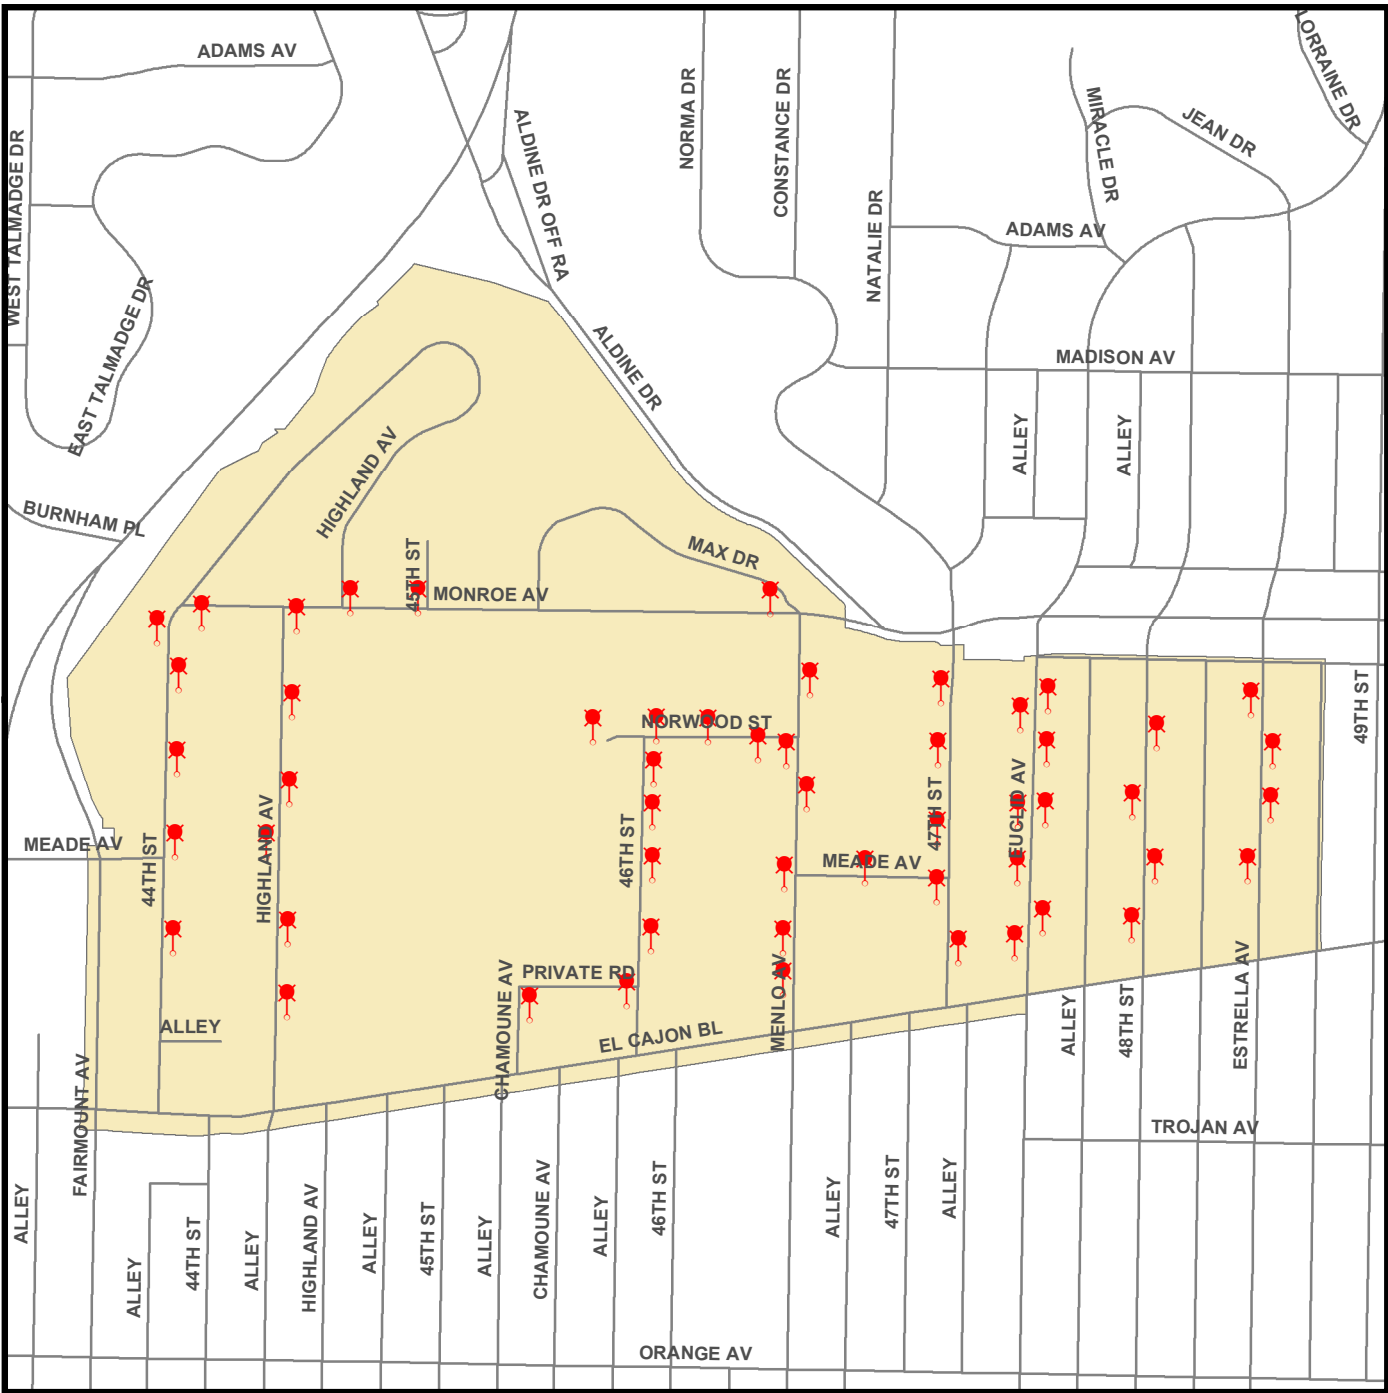 LORRAINE DR
ADAMS AV
NORMA DR
CONSTANCE DR
MIRACLE DR
JEAN DR
ALDINE DR OFF RA
WEST TALMADGE DR
NATALIE DR
ADAMS AV
EAST TALMADGE DR
ALDINE DR
MADISON AV
ALLEY
ALLEY
HIGHLAND AV
BURNHAM PL
MAX DR
45TH ST
MONROE AV
49TH ST
NORWOOD ST
47TH ST
EUCLID AV
MEADE AV
44TH ST
HIGHLAND AV
46TH ST
MEADE AV
PRIVATE RD
CHAMOUNE AV
MENLO AV
ESTRELLA AV
ALLEY
EL CAJON BL
ALLEY
48TH ST
FAIRMOUNT AV
TROJAN AV
ALLEY
44TH ST
ALLEY
HIGHLAND AV
ALLEY
45TH ST
ALLEY
CHAMOUNE AV
ALLEY
46TH ST
ALLEY
47TH ST
ALLEY
ALLEY
ORANGE AV